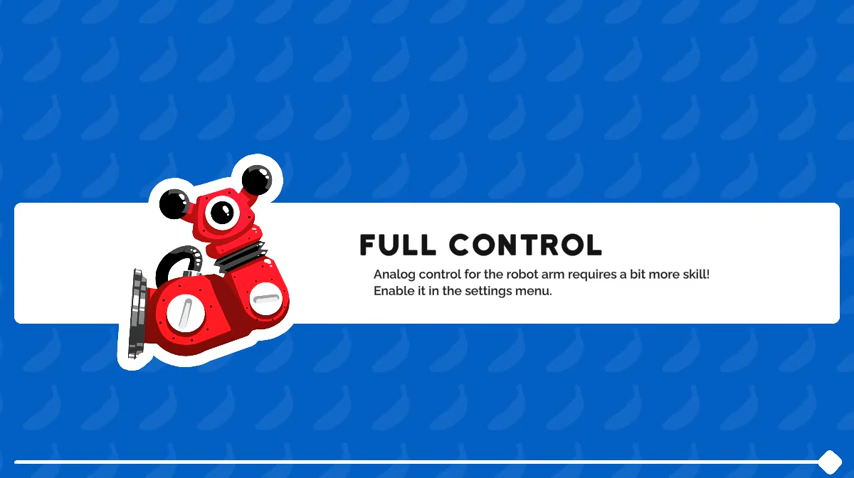 FULL CONTROL
Analog control for the robot arm requires a bit more skill!
Enable it in the settings menu.